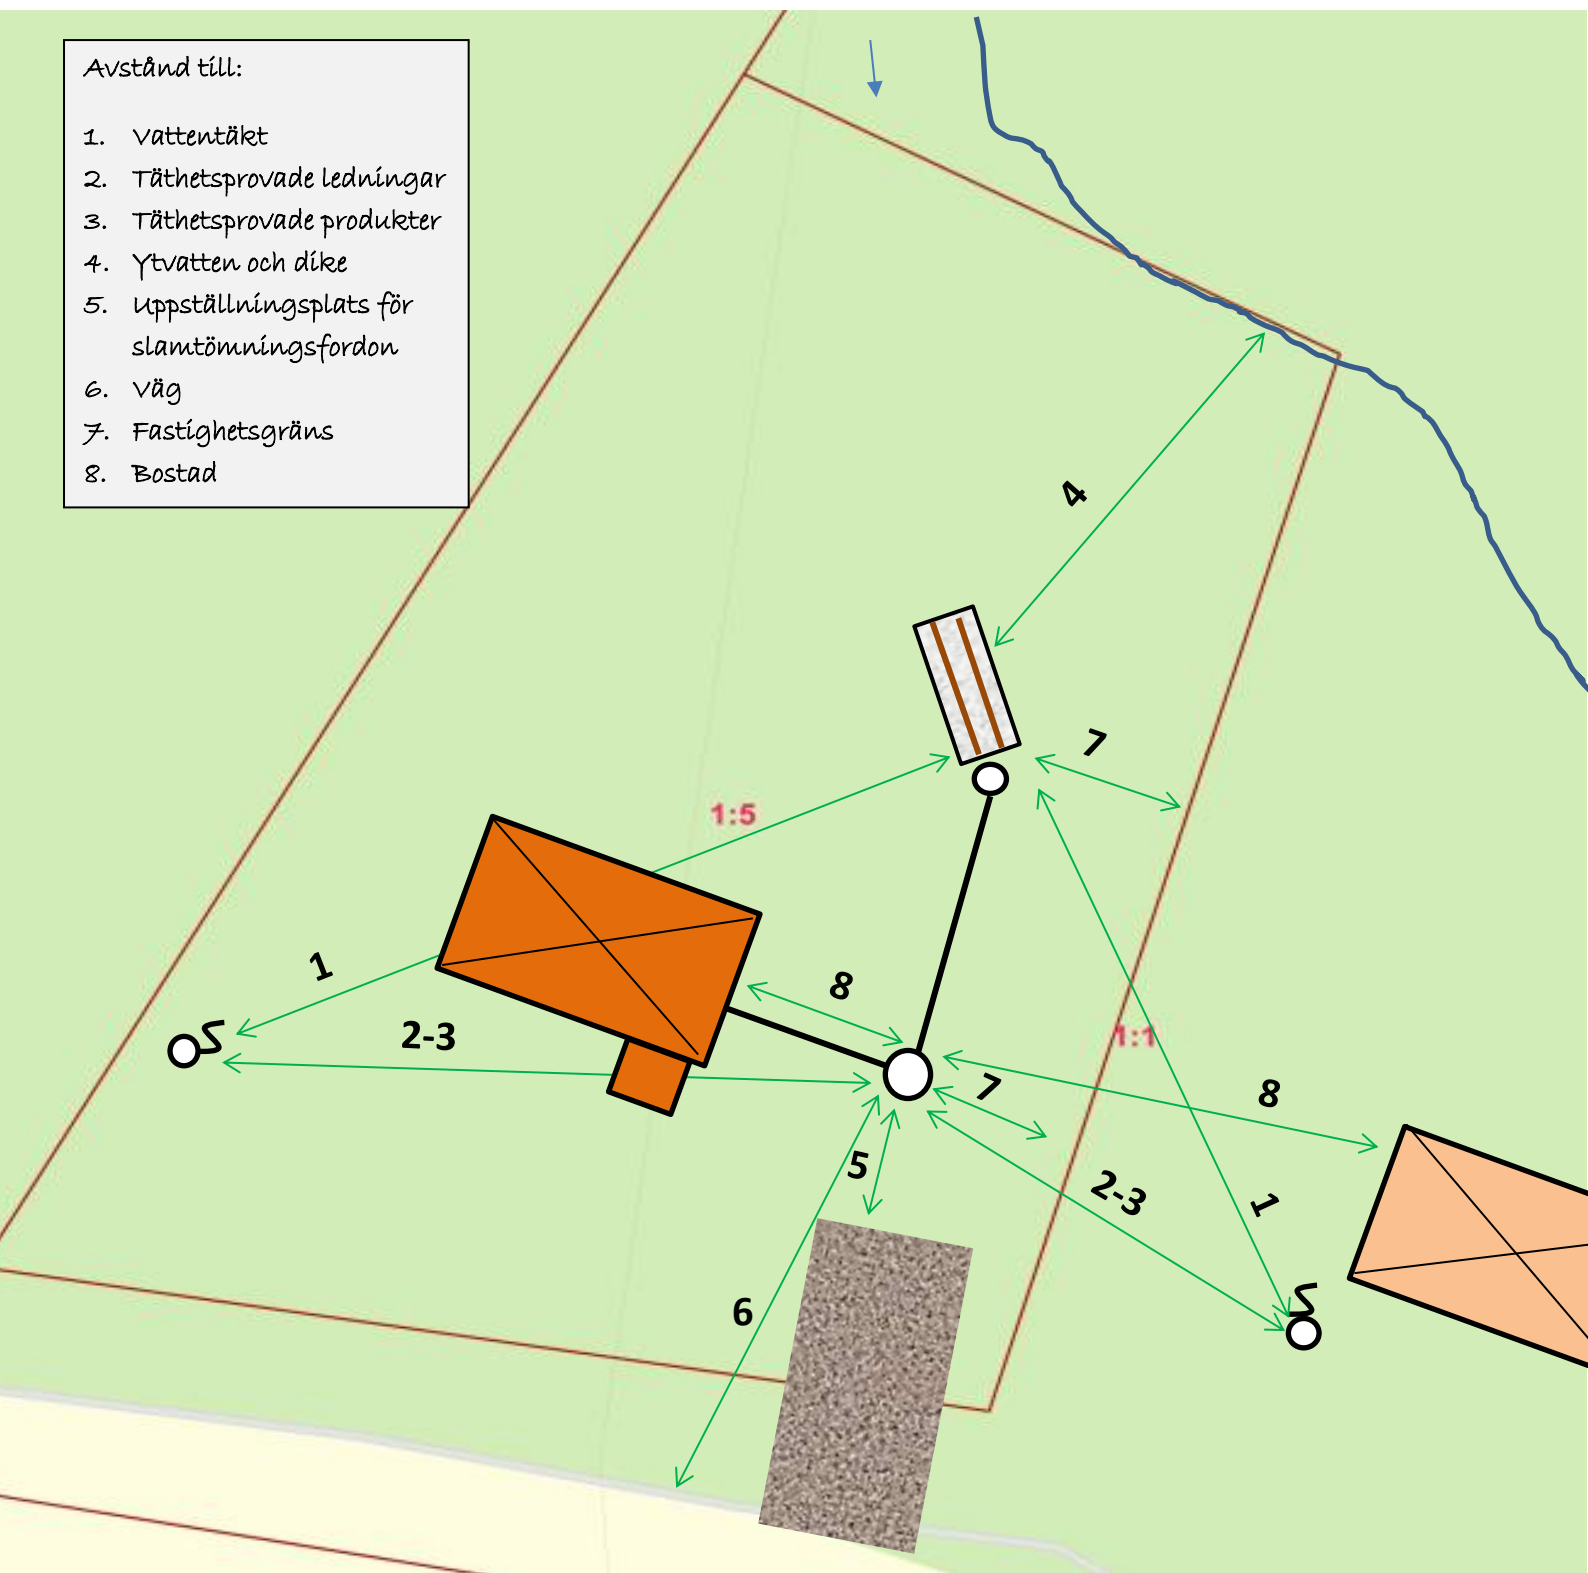 Avstånd till:
1. Vattentäkt
2. Täthetsprovade ledningar
3. Täthetsprovade produkter
4. Ytvatten och dike
5. Uppställningsplats för
slamtömningsfordon
6. Väg
7. Fastighetsgräns
8. Bostad
4
7
1:5
1
8
2-3
1:1
7
8
5
2-3
1
6